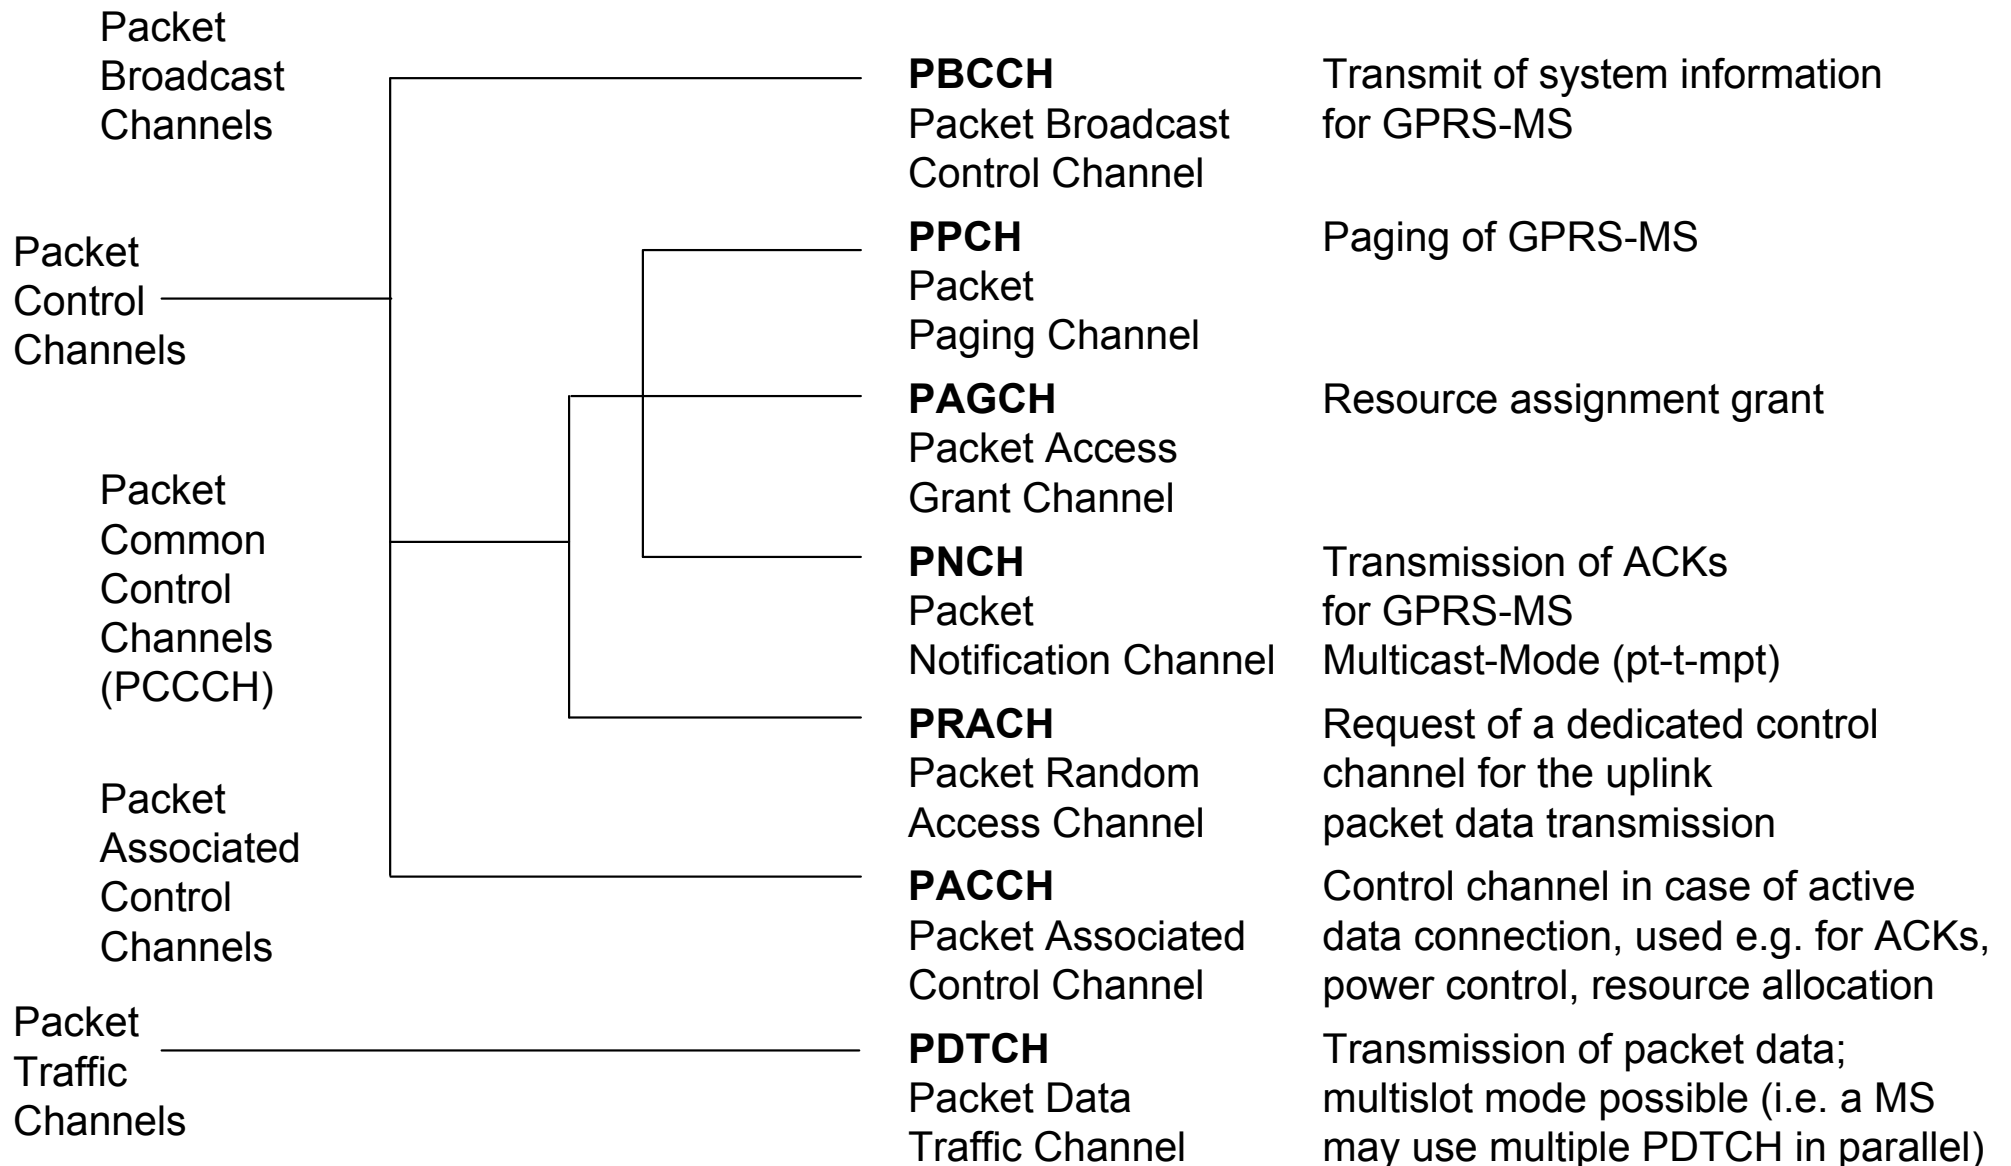 Packet
Broadcast
Channels
PBCCH
Packet Broadcast
Control Channel
Transmit of system information
for GPRS-MS
Packet
Control
Channels
PPCH
Packet
Paging Channel
Paging of GPRS-MS
PAGCH
Packet Access
Grant Channel
Resource assignment grant
Packet
Common
Control
Channels
(PCCCH)
PNCH
Packet
Notification Channel
Transmission of ACKs
for GPRS-MS
Multicast-Mode (pt-t-mpt)
PRACH
Packet Random
Access Channel
Request of a dedicated control
channel for the uplink
packet data transmission
Packet
Associated
Control
Channels
PACCH
Packet Associated
Control Channel
Control channel in case of active
data connection, used e.g. for ACKs,
power control, resource allocation
Packet
Traffic
Channels
PDTCH
Packet Data
Traffic Channel
Transmission of packet data;
multislot mode possible (i.e. a MS
may use multiple PDTCH in parallel)